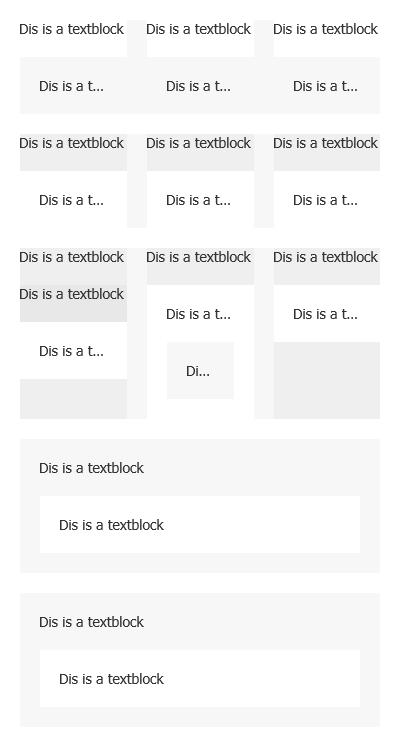 Dis is a textblock Dis is a textblock Dis is a textblock
Dis is a t... Dis is a t... Dis is a t...
Dis is a textblock Dis is a textblock Dis is a textblock
Dis is a t... Dis is a t... Dis is a t...
Dis is a textblock Dis is a textblock Dis is a textblock
Dis is a textblock
Dis is a t... Dis is a t...
Dis is a t...
Di...
Dis is a textblock
Dis is a textblock
Dis is a textblock
Dis is a textblock